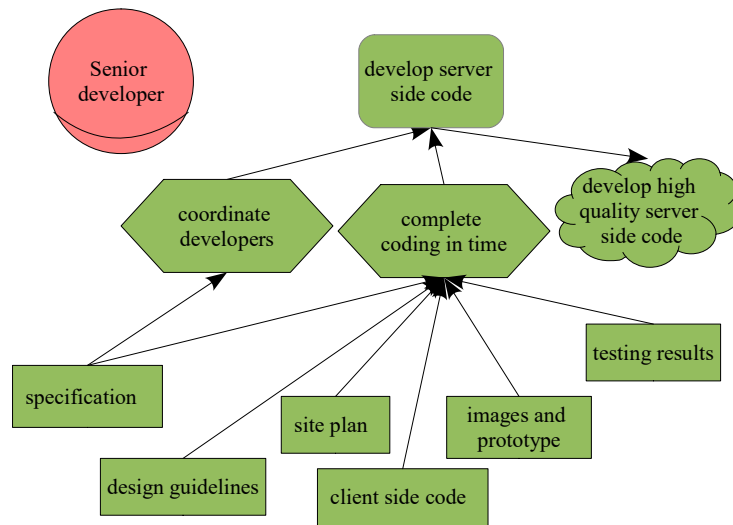 Senior
developer
develop server
side code
coordinate
developers
complete
coding in time
develop high
quality server
side code
specification
site plan
images and
prototype
testing results
design guidelines
client side code